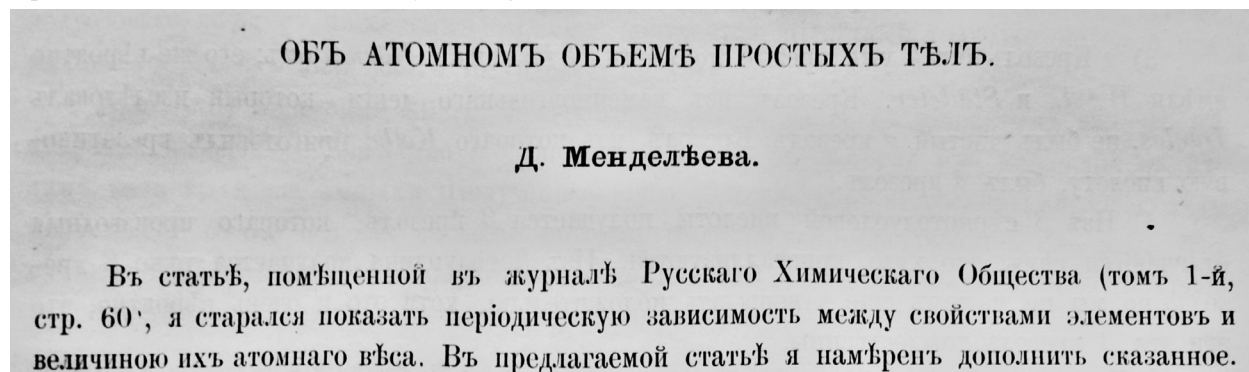 ОБЪ АТОМНОМЪ ОБЪЕМѢ ПРОСТЫХЪ ТѢЛЪ.
Д. Менделѣева.
Въ статьѣ, помѣщенной въ журналѣ Русскаго Химическаго Общества (томъ 1-й,
стр. 60, я старался показать періодическую зависимость между свойствами элементовъ и
величиною ихъ атомнаго вѣса. Въ предлагаемой статьѣ я намѣренъ дополнить сказанное.